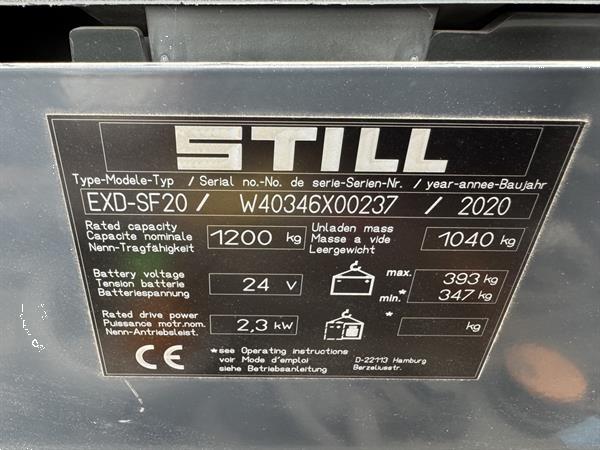 STILL
Type-Modele-Typ / Serial no.-No. de serie-Serien-Nr. / year-annee-Baujahr
EXD-SF20 / W40346X00237 / 2020
Rated capacity
Capacite nominale
Nenn-Tragfähigkeit
1200 kg
Unladen mass
Masse a vide
Leergewicht
1040 kg
Battery voltage
Tension batterie
Batteriespannung
24 V
max. 393 kg
min.* 347 kg
Rated drive power
Puissance motr.nom.
Nenn-Antriebsleist.
2,3 kW
* kg
CE
*see Operating instructions
voir Mode d'emploi
siehe Betriebsanleitung
D-22113 Hamburg
Berzeliusstr.